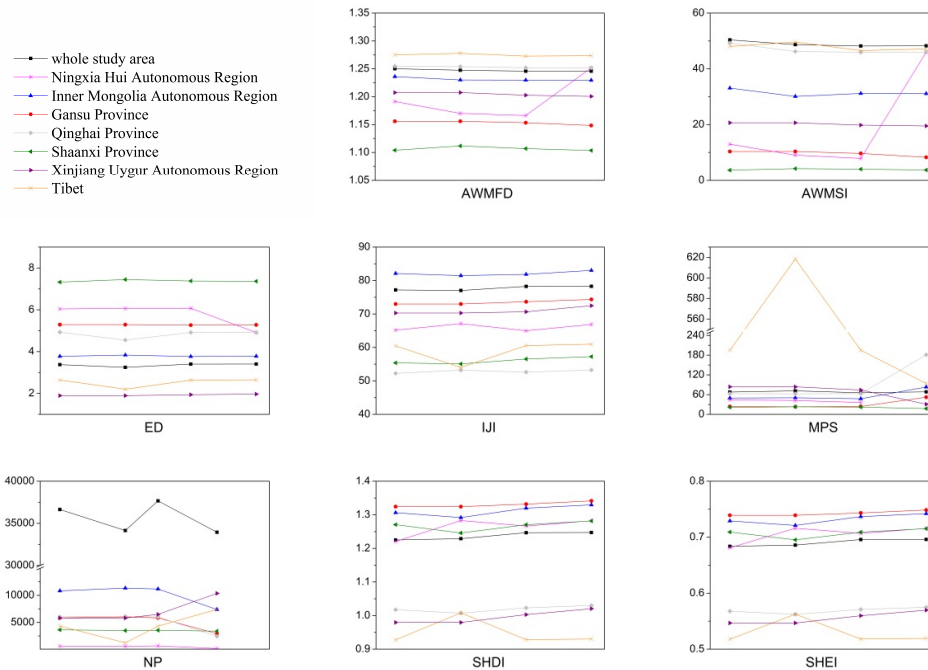 whole study area
Ningxia Hui Autonomous Region
Inner Mongolia Autonomous Region
Gansu Province
Qinghai Province
Shaanxi Province
Xinjiang Uygur Autonomous Region
Tibet
1.35
1.30
1.25
1.20
1.15
1.10
1.05
AWMFD
60
40
20
0
AWMSI
8
6
4
2
ED
90
80
70
60
50
40
IJI
620
600
580
560
240
180
120
60
0
MPS
40000
35000
30000
10000
5000
NP
1.4
1.3
1.2
1.1
1.0
0.9
SHDI
0.8
0.7
0.6
0.5
SHEI